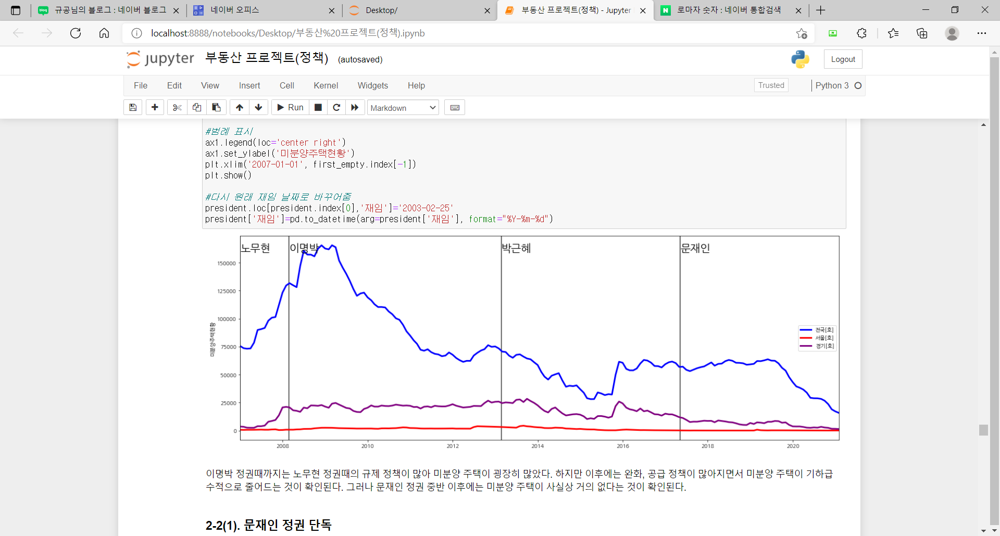 규공님의 블로그 : 네이버 블로그
네이버 오피스
Desktop/
부동산 프로젝트(정책) - Jupyter
로마자 숫자 : 네이버 통합검색
localhost:8888/notebooks/Desktop/부동산%20프로젝트(정책).ipynb
jupyter 부동산 프로젝트(정책) (autosaved)
Logout
File Edit View Insert Cell Kernel Widgets Help
Trusted
Python 3
Run
Markdown
#범례 표시
ax1.legend(loc='center right')
ax1.set_ylabel('미분양주택현황')
plt.xlim('2007-01-01', first_empty.index[-1])
plt.show()
#다시 원래 재임 날짜로 바꾸어줌
president.loc[president.index[0],'재임']='2003-02-25'
president['재임']=pd.to_datetime(arg=president['재임'], format="%Y-%m-%d")
노무현 이명박 박근혜 문재인
150000
125000
100000
75000
50000
25000
0
미분양주택현황
전국[호]
서울[호]
경기[호]
2008 2010 2012 2014 2016 2018 2020
이명박 정권때까지는 노무현 정권때의 규제 정책이 많아 미분양 주택이 굉장히 많았다. 하지만 이후에는 완화, 공급 정책이 많아지면서 미분양 주택이 기하급
수적으로 줄어드는 것이 확인된다. 그러나 문재인 정권 중반 이후에는 미분양 주택이 사실상 거의 없다는 것이 확인된다.
2-2(1). 문재인 정권 단독